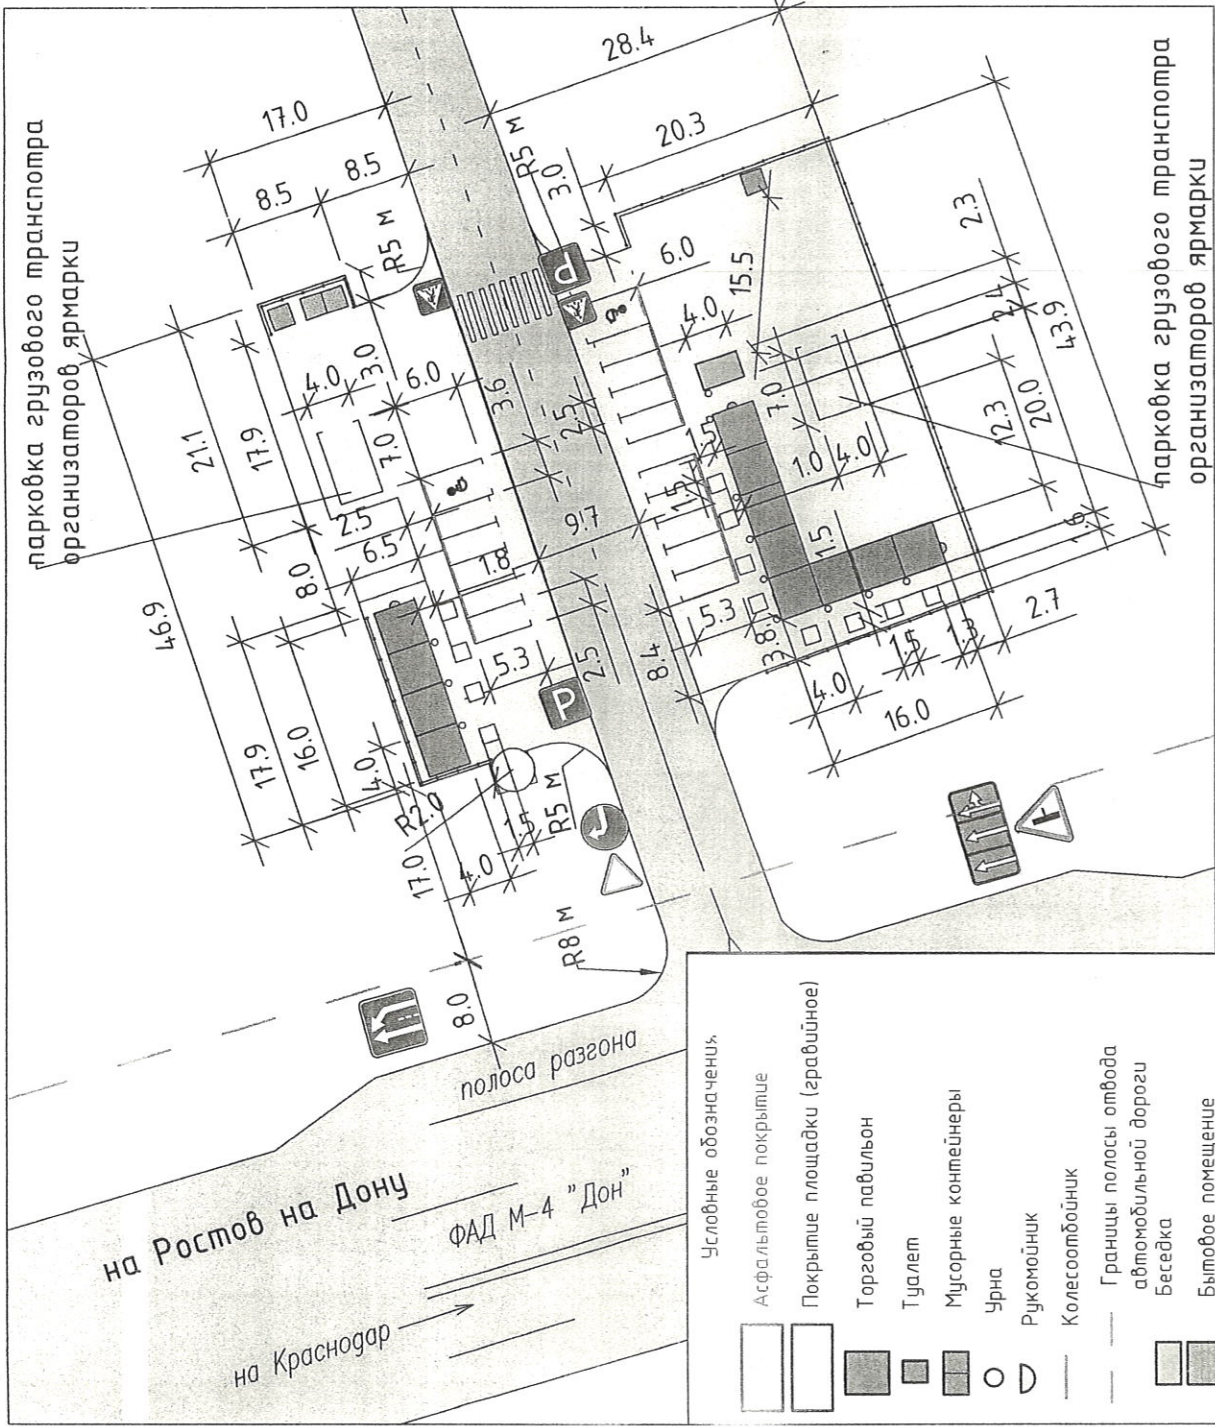 парковка грузового транспотра
организаторов ярмарки
17.0
8.5
8.5
R5 м
28.4
20.3
R5 м
3.0
46.9
21.1
17.9
8.0
4.0
3.0
7.0
6.0
2.5
6.5
3.6
2.5
6.0
4.0
15.5
2.3
2.4
43.9
17.9
16.0
4.0
1.8
9.7
1.5
1.5
7.0
1.0
4.0
12.3
20.0
1.6
R2.0
5.3
2.5
8.4
5.3
3.8
1.5
1.5
1.3
2.7
4.0
16.0
17.0
4.0
1.5
R5 м
P
P
R8 м
8.0
парковка грузового транспотра
организаторов ярмарки
полоса разгона
на Ростов на Дону
ФАД М-4 "Дон"
на Краснодар
Условные обозначения
Асфальтовое покрытие
Покрытие площадки (гравийное)
Торговый павильон
Туалет
Мусорные контейнеры
Урна
Рукомойник
Колесоотбойник
Границы полосы отвода
автомобильной дороги
Беседка
Бытовое помещение